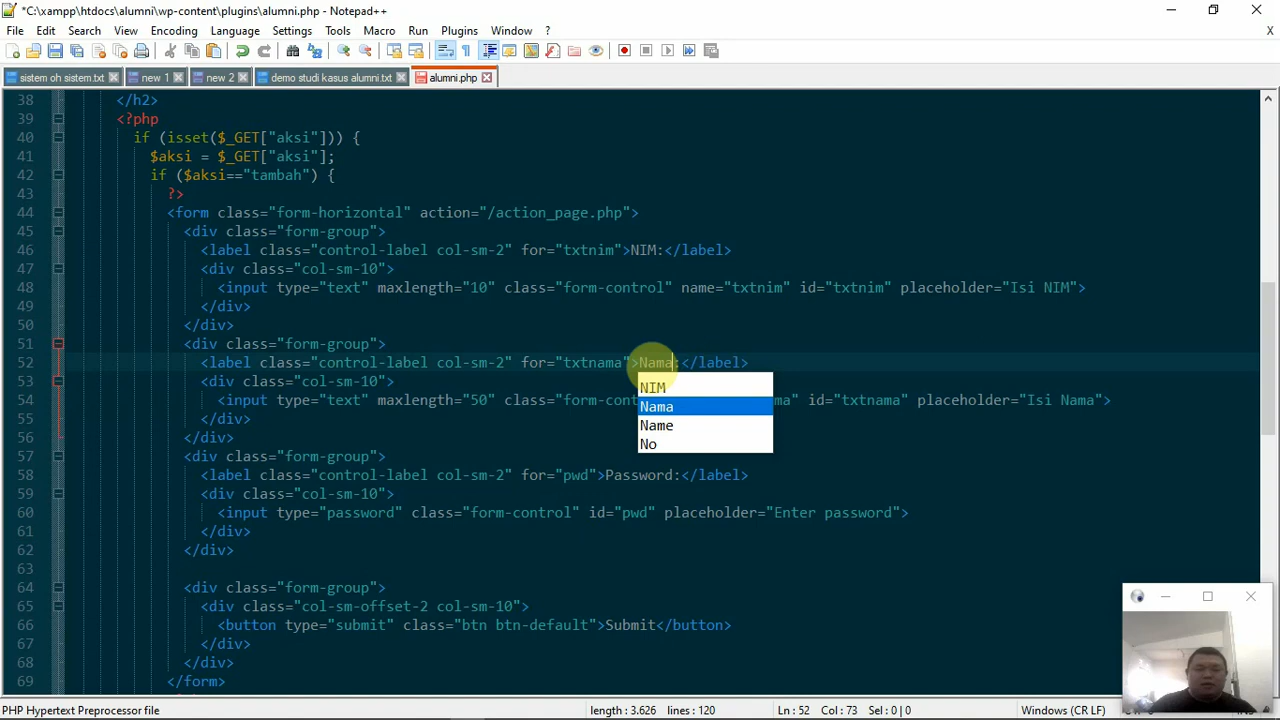 *C:\xampp\htdocs\alumni\wp-content\plugins\alumni.php - Notepad++
File Edit Search View Encoding Language Settings Tools Macro Run Plugins Window ? X
sistem oh sistem.txt new 1 new 2 demo studi kasus alumni.txt alumni.php
38 </h2>
39 <?php
40 if (isset($_GET["aksi"])) {
41 $aksi = $_GET["aksi"];
42 if ($aksi=="tambah") {
43 ?>
44 <form class="form-horizontal" action="/action_page.php">
45 <div class="form-group">
46 <label class="control-label col-sm-2" for="txtnim">NIM:</label>
47 <div class="col-sm-10">
48 <input type="text" maxlength="10" class="form-control" name="txtnim" id="txtnim" placeholder="Isi NIM">
49 </div>
50 </div>
51 <div class="form-group">
52 <label class="control-label col-sm-2" for="txtnama">Nama:</label>
53 <div class="col-sm-10">
NIM
54 <input type="text" maxlength="50" class="form-cont ma" id="txtnama" placeholder="Isi Nama">
Nama
55 </div>
Name
56 </div>
No
57 <div class="form-group">
58 <label class="control-label col-sm-2" for="pwd">Password:</label>
59 <div class="col-sm-10">
60 <input type="password" class="form-control" id="pwd" placeholder="Enter password">
61 </div>
62 </div>
63
64 <div class="form-group">
65 <div class="col-sm-offset-2 col-sm-10">
66 <button type="submit" class="btn btn-default">Submit</button>
67 </div>
68 </div>
69 </form>
PHP Hypertext Preprocessor file length : 3.626 lines : 120 Ln : 52 Col : 73 Sel : 0 | 0 Windows (CR LF)